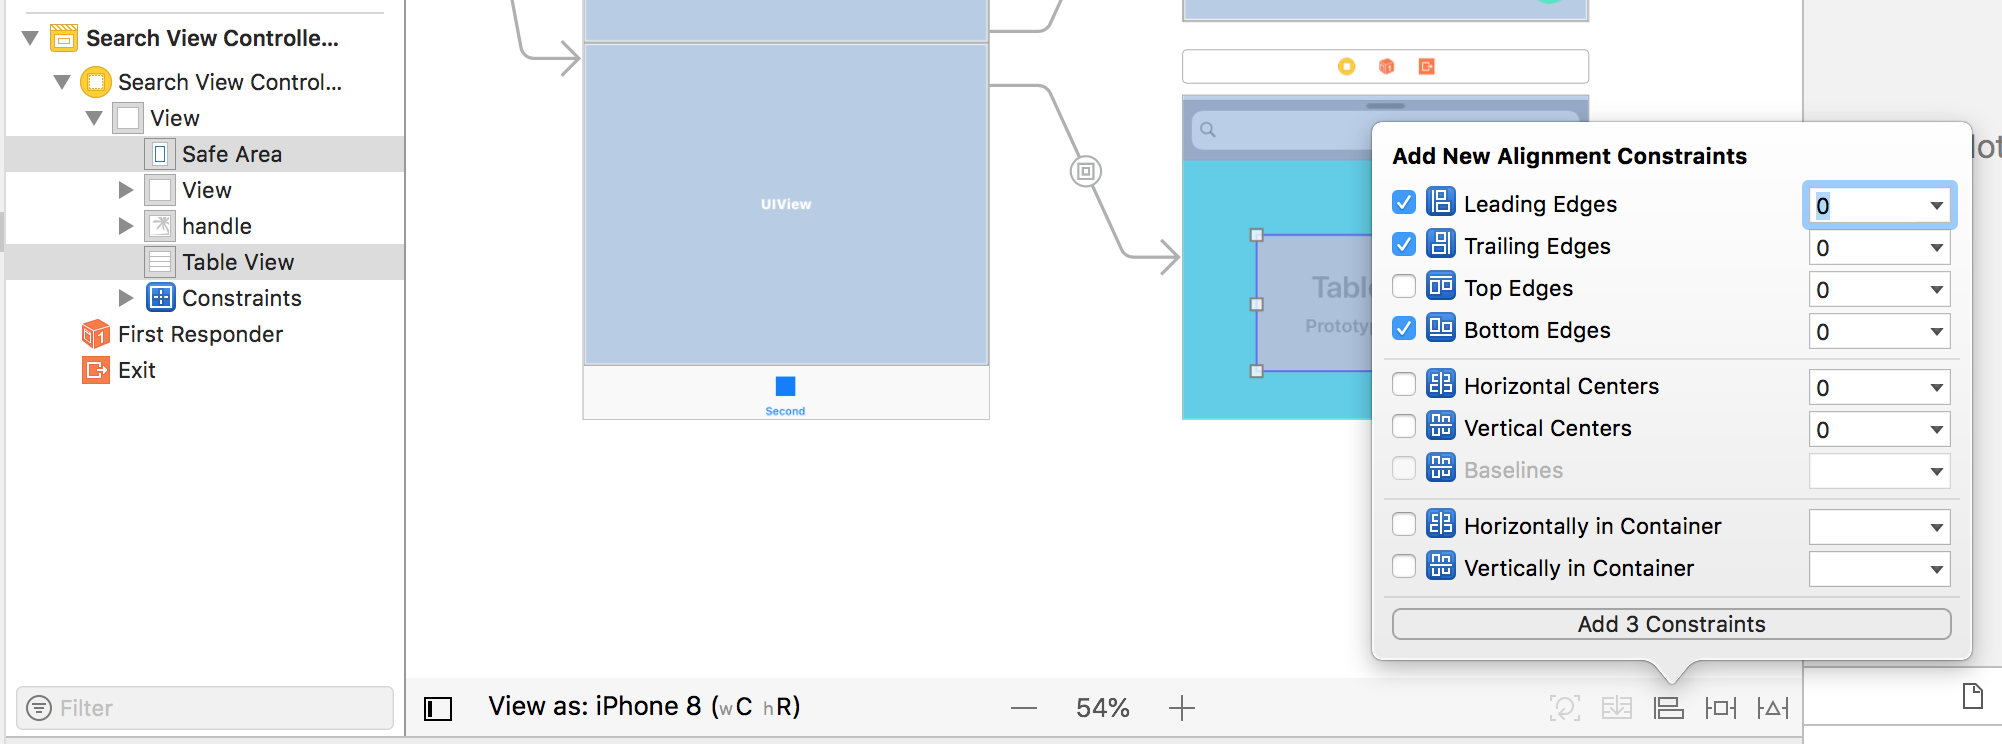 Search View Controlle...
Search View Control...
View
Safe Area
View
handle
Table View
Constraints
First Responder
Exit
Filter
UIView
Second
Tabl
Prototy
Add New Alignment Constraints
Leading Edges 0
Trailing Edges 0
Top Edges 0
Bottom Edges 0
Horizontal Centers 0
Vertical Centers 0
Baselines
Horizontally in Container
Vertically in Container
Add 3 Constraints
View as: iPhone 8 (wC hR)
54%